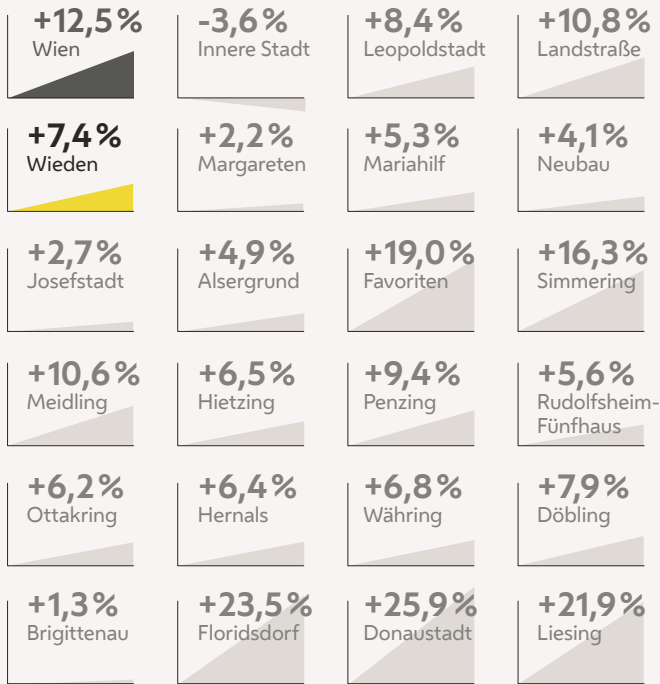 +12,5%
Wien
-3,6%
Innere Stadt
+8,4%
Leopoldstadt
+10,8%
Landstraße
+7,4%
Wieden
+2,2%
Margareten
+5,3%
Mariahilf
+4,1%
Neubau
+2,7%
Josefstadt
+4,9%
Alsergrund
+19,0%
Favoriten
+16,3%
Simmering
+10,6%
Meidling
+6,5%
Hietzing
+9,4%
Penzing
+5,6%
Rudolfsheim-
Fünfhaus
+6,2%
Ottakring
+6,4%
Hernals
+6,8%
Währing
+7,9%
Döbling
+1,3%
Brigittenau
+23,5%
Floridsdorf
+25,9%
Donaustadt
+21,9%
Liesing